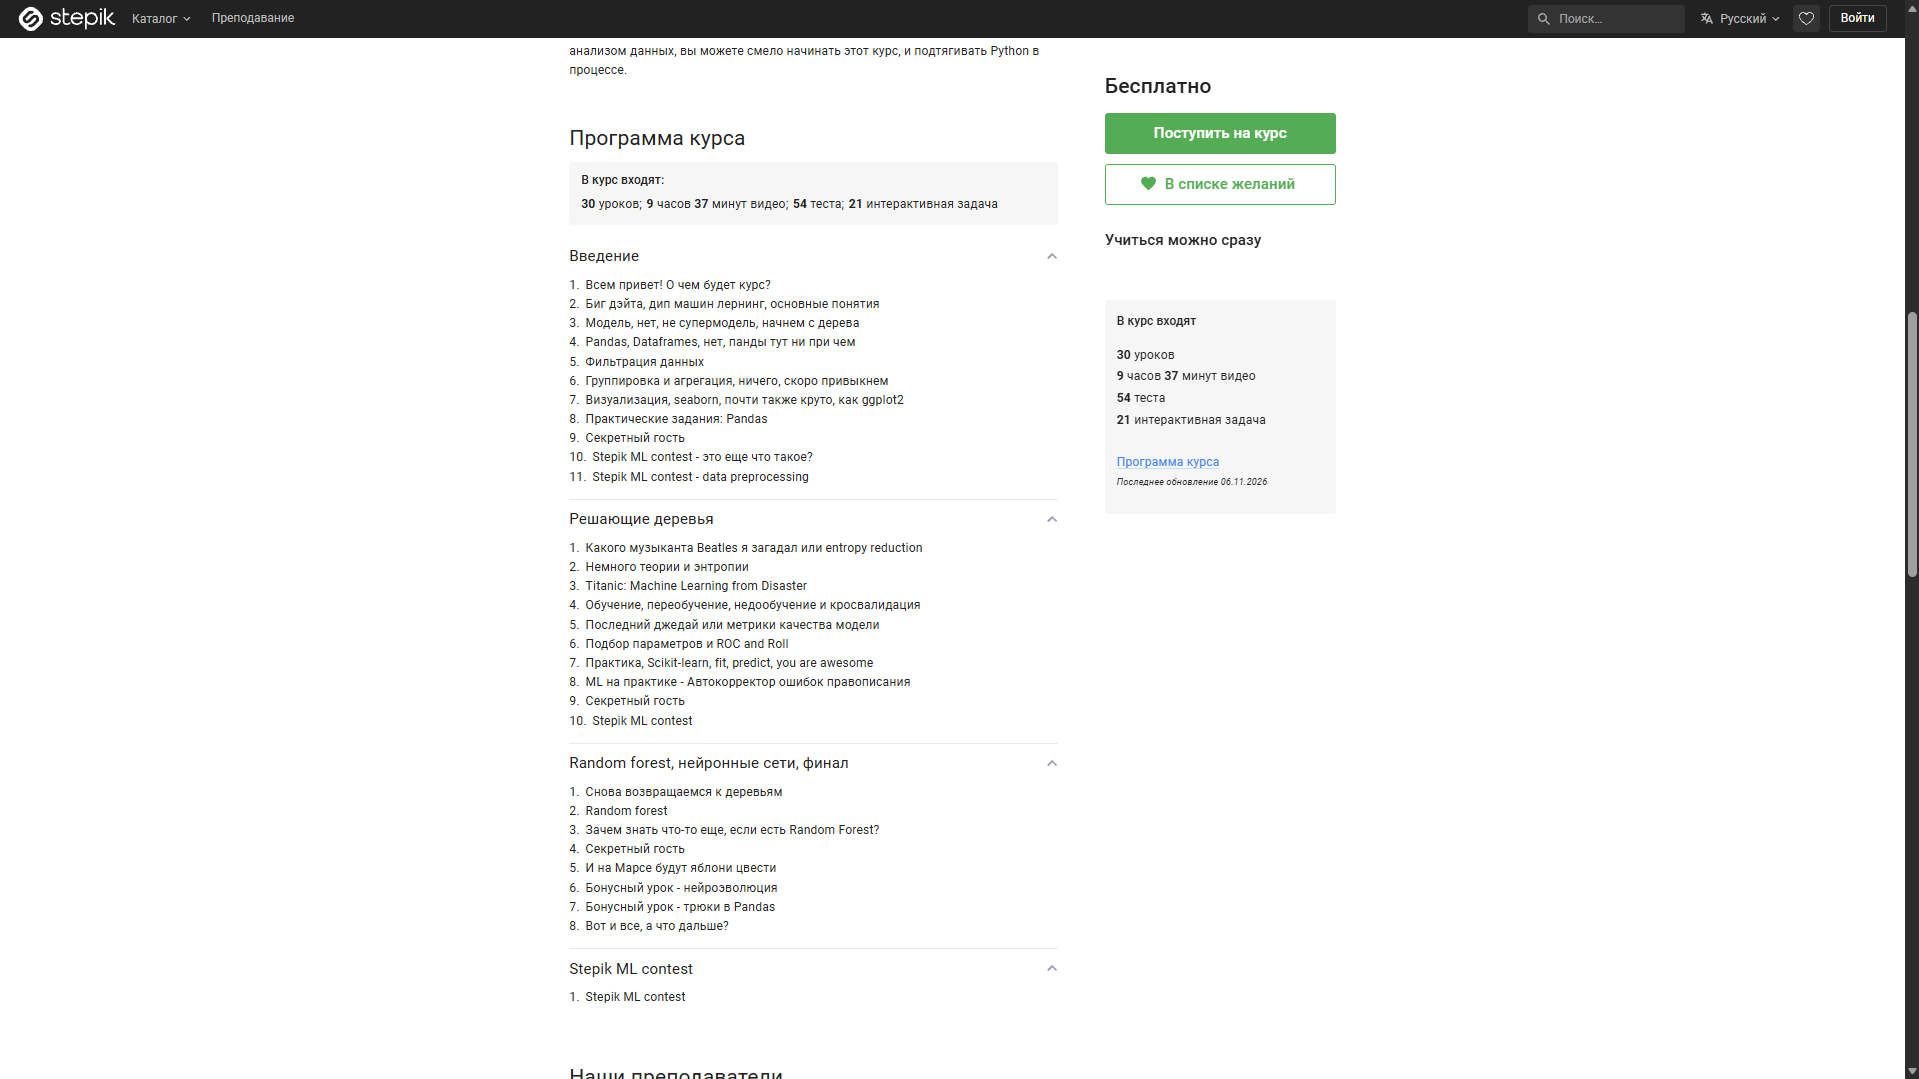 stepik
Каталог
Преподавание
Поиск...
Русский
Войти
анализом данных, вы можете смело начинать этот курс, и подтягивать Python в
процессе.
Программа курса
В курс входят:
30 уроков; 9 часов 37 минут видео; 54 теста; 21 интерактивная задача
Введение
1. Всем привет! О чем будет курс?
2. Биг дэйта, дип машин лернинг, основные понятия
3. Модель, нет, не супермодель, начнем с дерева
4. Pandas, Dataframes, нет, панды тут ни при чем
5. Фильтрация данных
6. Группировка и агрегация, ничего, скоро привыкнем
7. Визуализация, seaborn, почти также круто, как ggplot2
8. Практические задания: Pandas
9. Секретный гость
10. Stepik ML contest - это еще что такое?
11. Stepik ML contest - data preprocessing
Решающие деревья
1. Какого музыканта Beatles я загадал или entropy reduction
2. Немного теории и энтропии
3. Titanic: Machine Learning from Disaster
4. Обучение, переобучение, недообучение и кросвалидация
5. Последний джедай или метрики качества модели
6. Подбор параметров и ROC and Roll
7. Практика, Scikit-learn, fit, predict, you are awesome
8. ML на практике - Автокорректор ошибок правописания
9. Секретный гость
10. Stepik ML contest
Random forest, нейронные сети, финал
1. Снова возвращаемся к деревьям
2. Random forest
3. Зачем знать что-то еще, если есть Random Forest?
4. Секретный гость
5. И на Марсе будут яблони цвести
6. Бонусный урок - нейроэволюция
7. Бонусный урок - трюки в Pandas
8. Вот и все, а что дальше?
Stepik ML contest
1. Stepik ML contest
Наши преподаватели
Бесплатно
Поступить на курс
В списке желаний
Учиться можно сразу
В курс входят
30 уроков
9 часов 37 минут видео
54 теста
21 интерактивная задача
Программа курса
Последнее обновление 06.11.2026